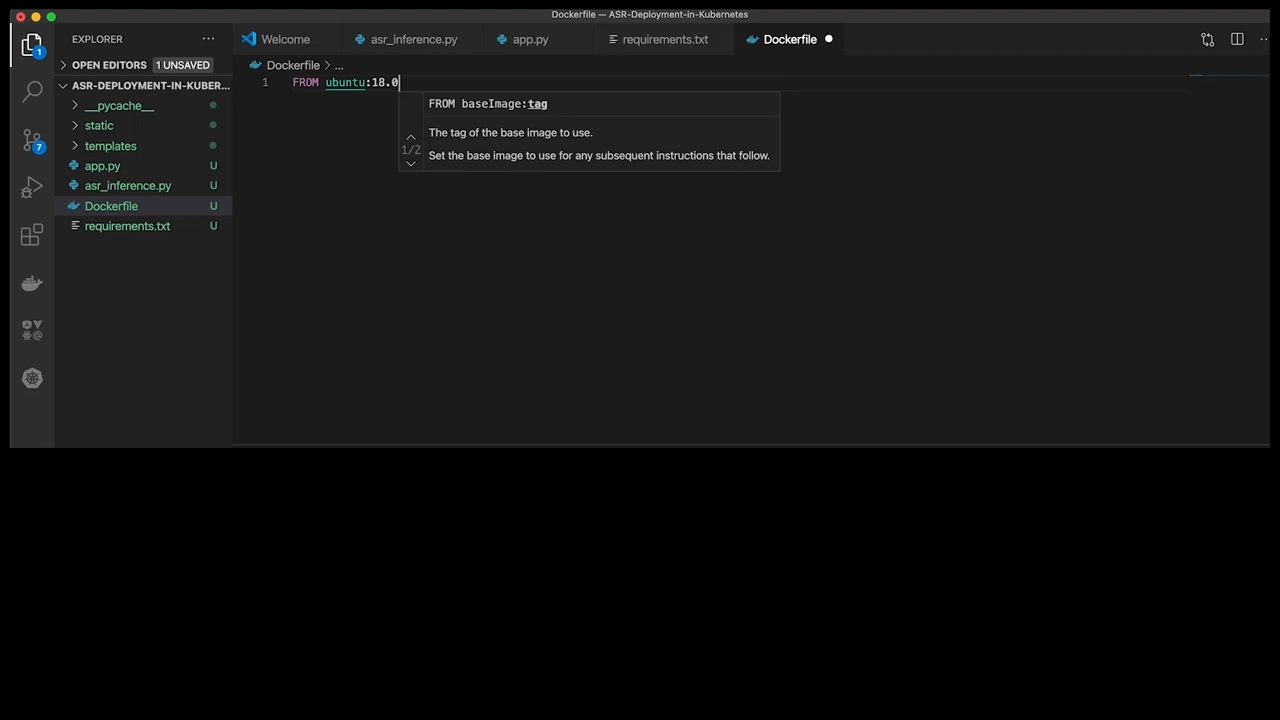 Dockerfile — ASR-Deployment-in-Kubernetes
EXPLORER ...
Welcome asr_inference.py app.py requirements.txt Dockerfile
OPEN EDITORS 1 UNSAVED
Dockerfile > ...
ASR-DEPLOYMENT-IN-KUBER...
1 FROM ubuntu:18.0
__pycache__
FROM baseImage:tag
static
The tag of the base image to use.
templates
1/2
Set the base image to use for any subsequent instructions that follow.
app.py U
asr_inference.py U
Dockerfile U
requirements.txt U
1
7